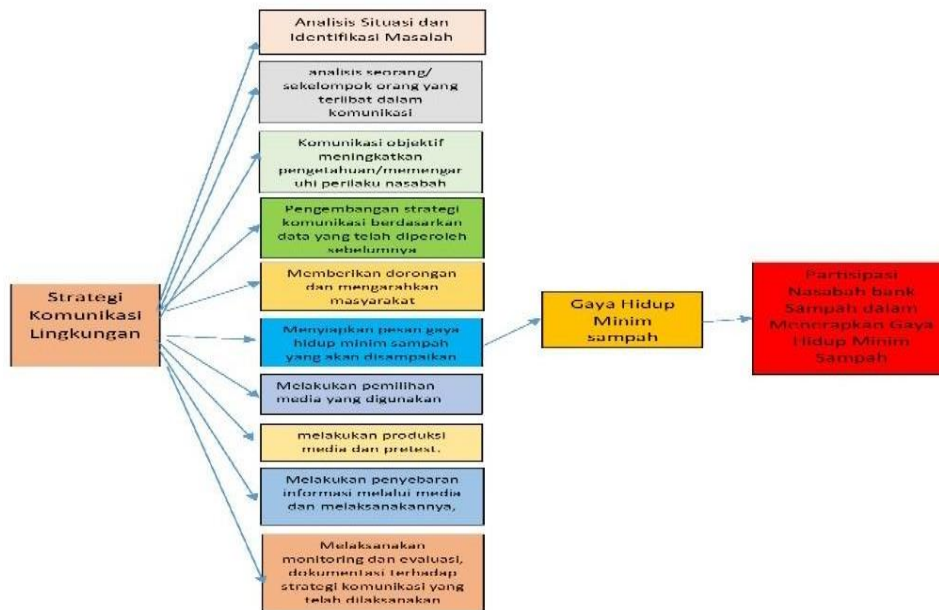 Analisis Situasi dan
Identifikasi Masalah
analisis seorang/
sekelompok orang yang
terlibat dalam
komunikasi
Komunikasi objektif
meningkatkan
pengetahuan/memengar
uhi perilaku nasabah
Pengembangan strategi
komunikasi berdasarkan
data yang telah diperoleh
sebelumnya
Memberikan dorongan
dan mengarahkan
masyarakat
Strategi
Komunikasi
Lingkungan
Menyiapkan pesan gaya
hidup minim sampah
yang akan disampaikan
Melakukan pemilihan
media yang digunakan
melakukan produksi
media dan pretest.
Melakukan penyebaran
informasi melalui media
dan melaksanakannya,
Melaksanakan
monitoring dan evaluasi,
dokumentasi terhadap
strategi komunikasi yang
telah dilaksanakan
Gaya Hidup
Minim
sampah
Partisipasi
Nasabah bank
Sampah dalam
Menerapkan Gaya
Hidup Minim
Sampah